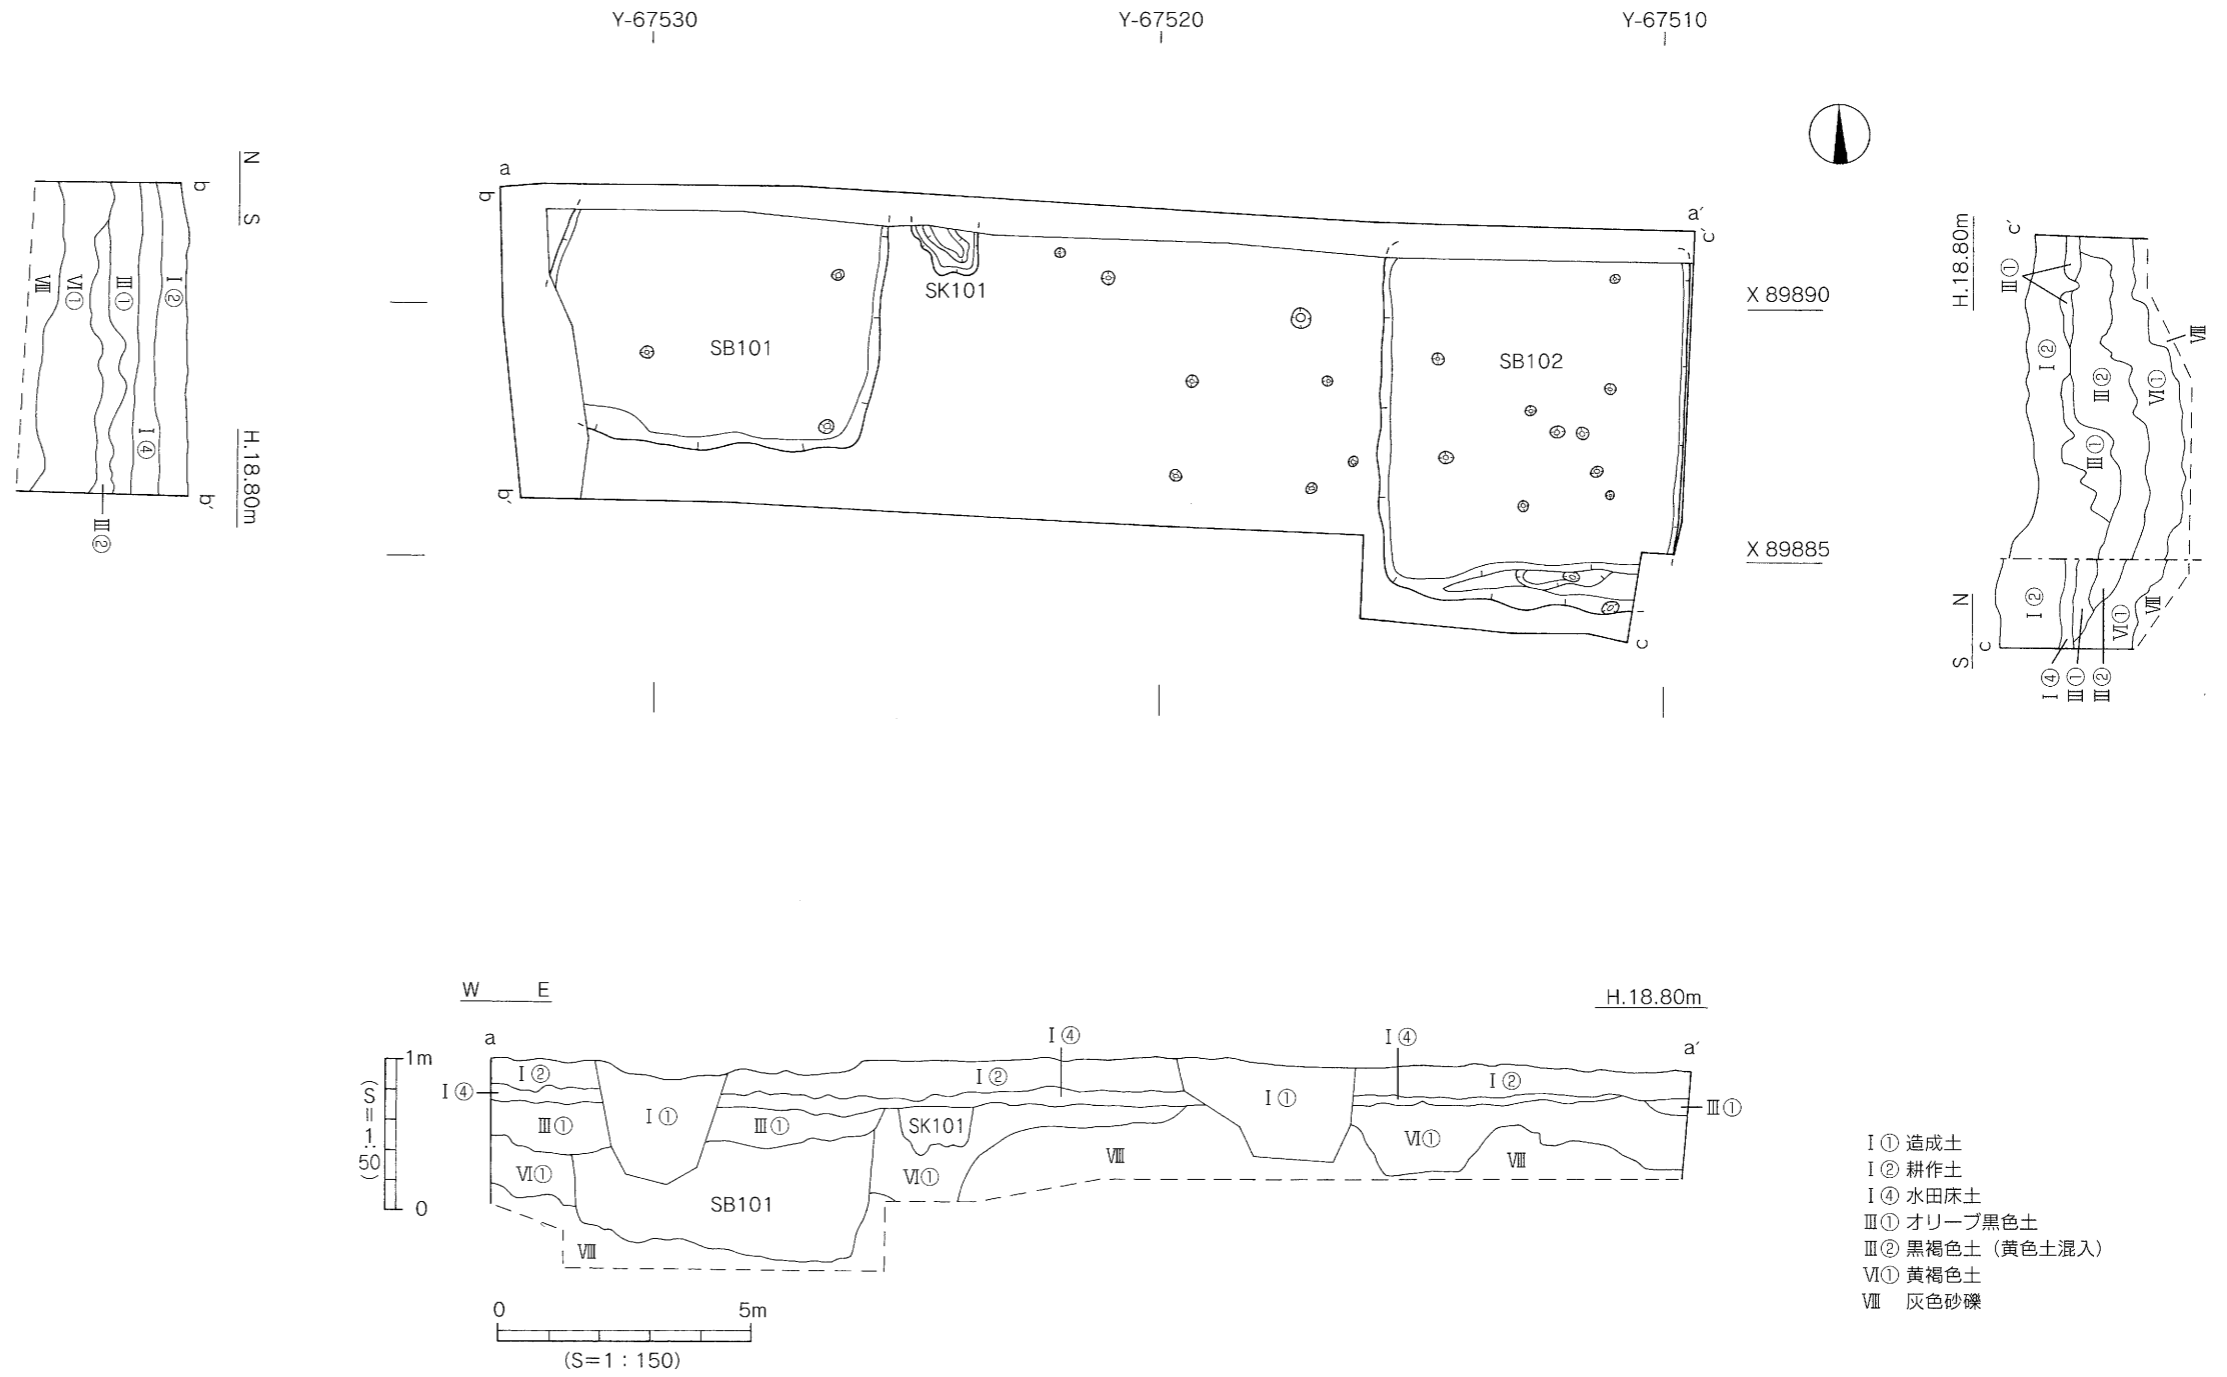 Y-67530 Y-67520 Y-67510
a
b
a´
c´
SB101
SK101
SB102
b´
c
X 89890
X 89885
N
S
b
Ⅷ
Ⅵ①
Ⅲ①
Ⅰ②
Ⅰ④
b´
H.18.80m
Ⅲ②
H.18.80m
c´
Ⅲ①
Ⅰ②
Ⅲ②
Ⅵ①
Ⅷ
Ⅲ①
N
S
c
Ⅰ②
Ⅵ①
Ⅷ
Ⅰ④
Ⅲ①
Ⅲ②
W E
H.18.80m
a
a´
1m
0
(S=1:50)
Ⅰ④
Ⅰ②
Ⅰ④
Ⅰ②
Ⅰ④
Ⅰ②
Ⅲ①
Ⅰ①
Ⅲ①
SK101
Ⅰ①
Ⅲ①
Ⅵ①
SB101
Ⅵ①
Ⅷ
Ⅵ①
Ⅷ
Ⅷ
0 5m
(S=1:150)
Ⅰ① 造成土
Ⅰ② 耕作土
Ⅰ④ 水田床土
Ⅲ① オリーブ黒色土
Ⅲ② 黒褐色土(黄色土混入)
Ⅵ① 黄褐色土
Ⅷ 灰色砂礫